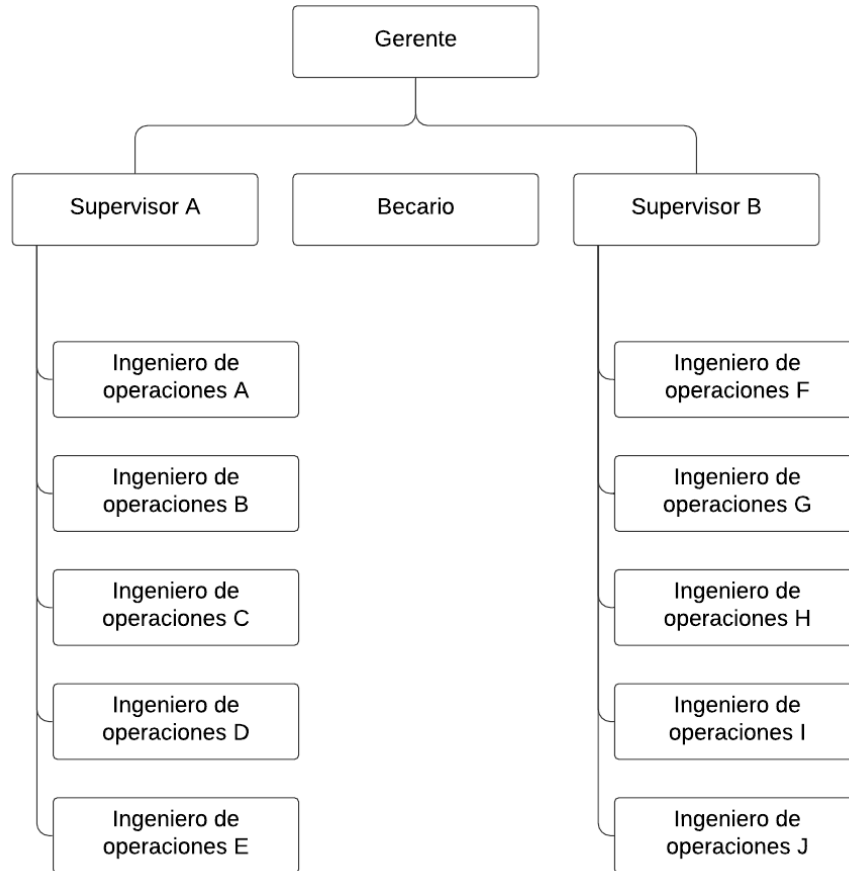 Gerente
Supervisor A
Becario
Supervisor B
Ingeniero de
operaciones A
Ingeniero de
operaciones B
Ingeniero de
operaciones C
Ingeniero de
operaciones D
Ingeniero de
operaciones E
Ingeniero de
operaciones F
Ingeniero de
operaciones G
Ingeniero de
operaciones H
Ingeniero de
operaciones I
Ingeniero de
operaciones J